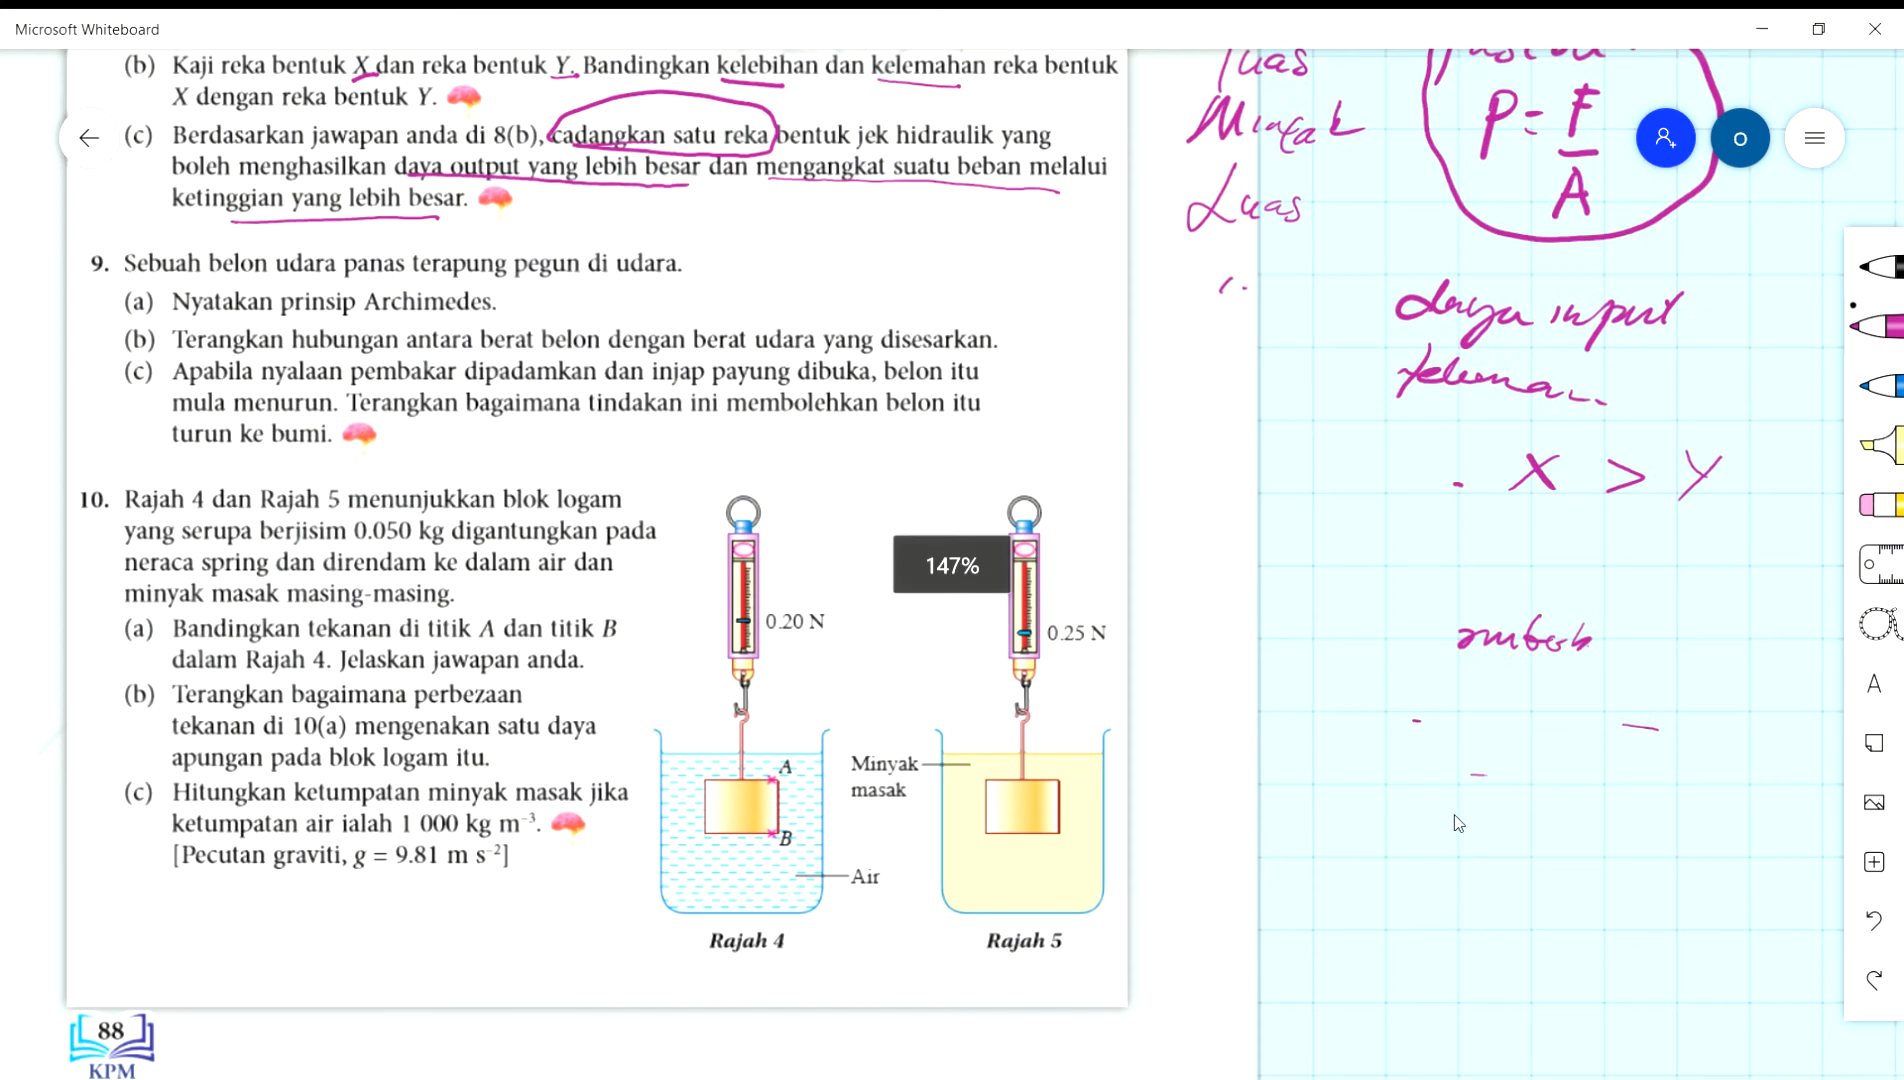 Microsoft Whiteboard
(b) Kaji reka bentuk X dan reka bentuk Y. Bandingkan kelebihan dan kelemahan reka bentuk
X dengan reka bentuk Y.
(c) Berdasarkan jawapan anda di 8(b), cadangkan satu reka bentuk jek hidraulik yang
boleh menghasilkan daya output yang lebih besar dan mengangkat suatu beban melalui
ketinggian yang lebih besar.
9. Sebuah belon udara panas terapung pegun di udara.
(a) Nyatakan prinsip Archimedes.
(b) Terangkan hubungan antara berat belon dengan berat udara yang disesarkan.
(c) Apabila nyalaan pembakar dipadamkan dan injap payung dibuka, belon itu
mula menurun. Terangkan bagaimana tindakan ini membolehkan belon itu
turun ke bumi.
10. Rajah 4 dan Rajah 5 menunjukkan blok logam
yang serupa berjisim 0.050 kg digantungkan pada
neraca spring dan direndam ke dalam air dan
minyak masak masing-masing.
(a) Bandingkan tekanan di titik A dan titik B
dalam Rajah 4. Jelaskan jawapan anda.
(b) Terangkan bagaimana perbezaan
tekanan di 10(a) mengenakan satu daya
apungan pada blok logam itu.
(c) Hitungkan ketumpatan minyak masak jika
ketumpatan air ialah 1 000 kg m⁻³.
[Pecutan graviti, g = 9.81 m s⁻²]
0.20 N
147%
0.25 N
A
B
Minyak
masak
Air
Rajah 4
Rajah 5
88
KPM
luas
Luas
P = F
A
daya input
X > Y
O
A